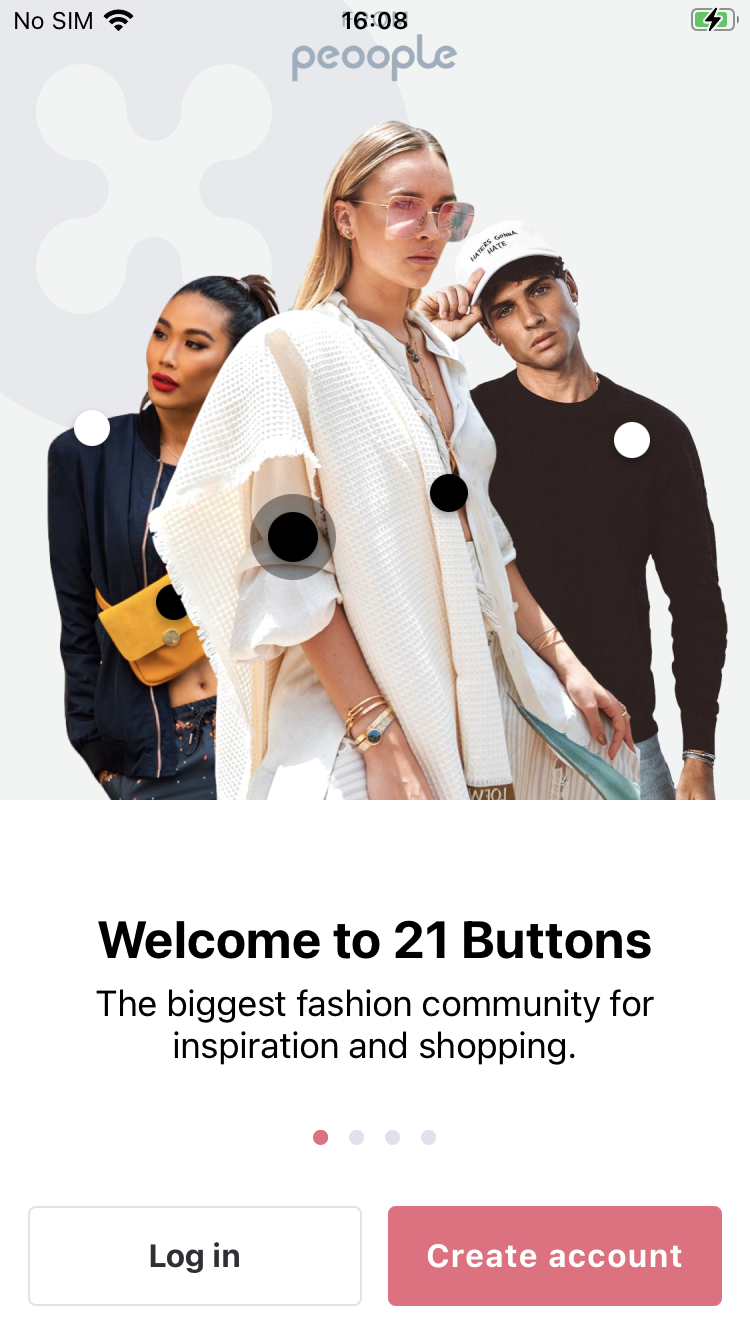 No SIM 16:08
peoople
HATERS GONNA
HATE
LOEW
Welcome to 21 Buttons
The biggest fashion community for
inspiration and shopping.
Log in Create account